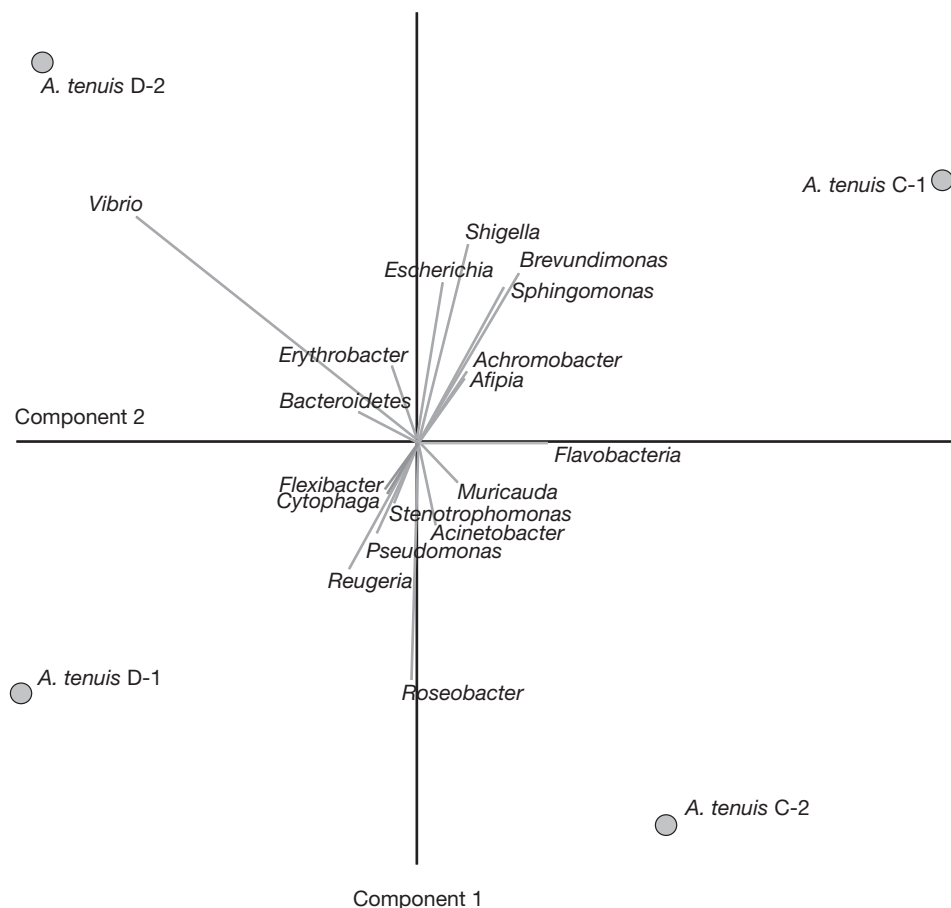 A. tenuis D-2
A. tenuis C-1
Vibrio
Shigella
Brevundimonas
Escherichia
Sphingomonas
Erythrobacter
Achromobacter
Afipia
Bacteroidetes
Component 2
Flavobacteria
Flexibacter
Muricauda
Cytophaga
Stenotrophomonas
Acinetobacter
Pseudomonas
Reugeria
A. tenuis D-1
Roseobacter
A. tenuis C-2
Component 1